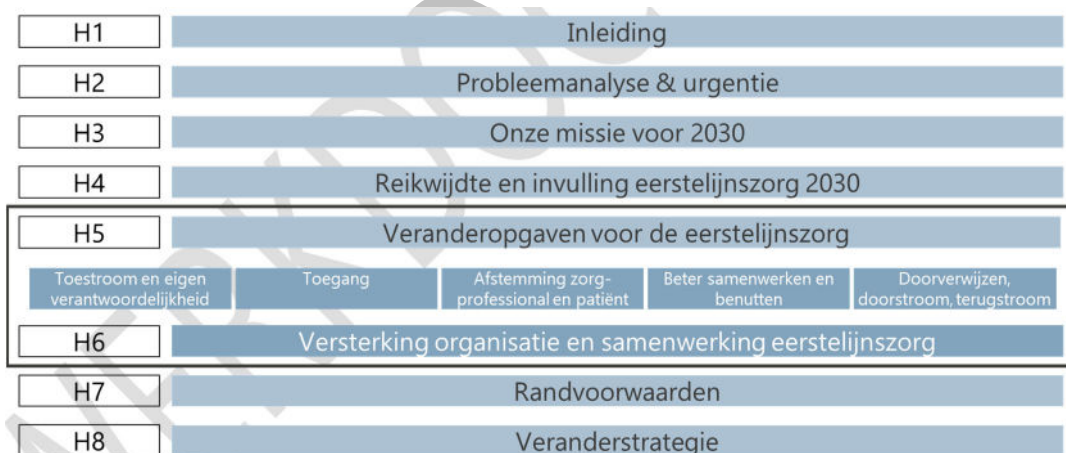 H1 Inleiding
H2 Probleemanalyse & urgentie
H3 Onze missie voor 2030
H4 Reikwijdte en invulling eerstelijnszorg 2030
H5 Veranderopgaven voor de eerstelijnszorg
Toestroom en eigen
verantwoordelijkheid
Toegang
Afstemming zorg-
professional en patiënt
Beter samenwerken en
benutten
Doorverwijzen,
doorstroom, terugstroom
H6 Versterking organisatie en samenwerking eerstelijnszorg
H7 Randvoorwaarden
H8 Veranderstrategie